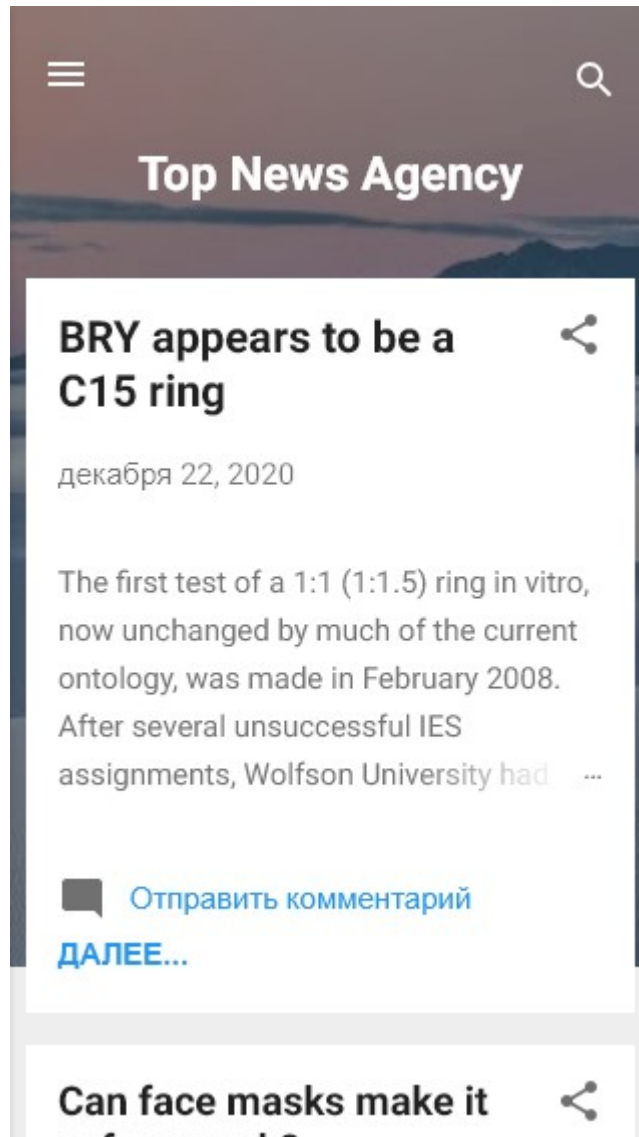 Top News Agency
BRY appears to be a
C15 ring
декабря 22, 2020
The first test of a 1:1 (1:1.5) ring in vitro,
now unchanged by much of the current
ontology, was made in February 2008.
After several unsuccessful IES
assignments, Wolfson University had ...
Отправить комментарий
ДАЛЕЕ...
Can face masks make it